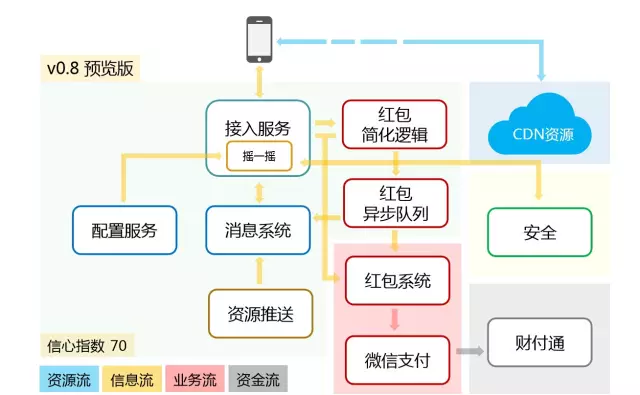 v0.8 预览版
接入服务
摇一摇
红包
简化逻辑
CDN资源
配置服务
消息系统
红包
异步队列
安全
资源推送
红包系统
微信支付
财付通
信心指数 70
资源流
信息流
业务流
资金流